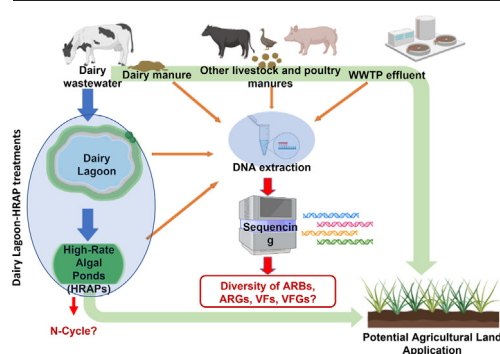 Dairy
wastewater
Dairy manure
Other livestock and poultry
manures
WWTP effluent
Dairy Lagoon-HRAP treatments
Dairy
Lagoon
DNA extraction
High-Rate
Algal
Ponds
(HRAPs)
Sequencin
g
Diversity of ARBs,
ARGs, VFs, VFGs?
N-Cycle?
Potential Agricultural Land
Application